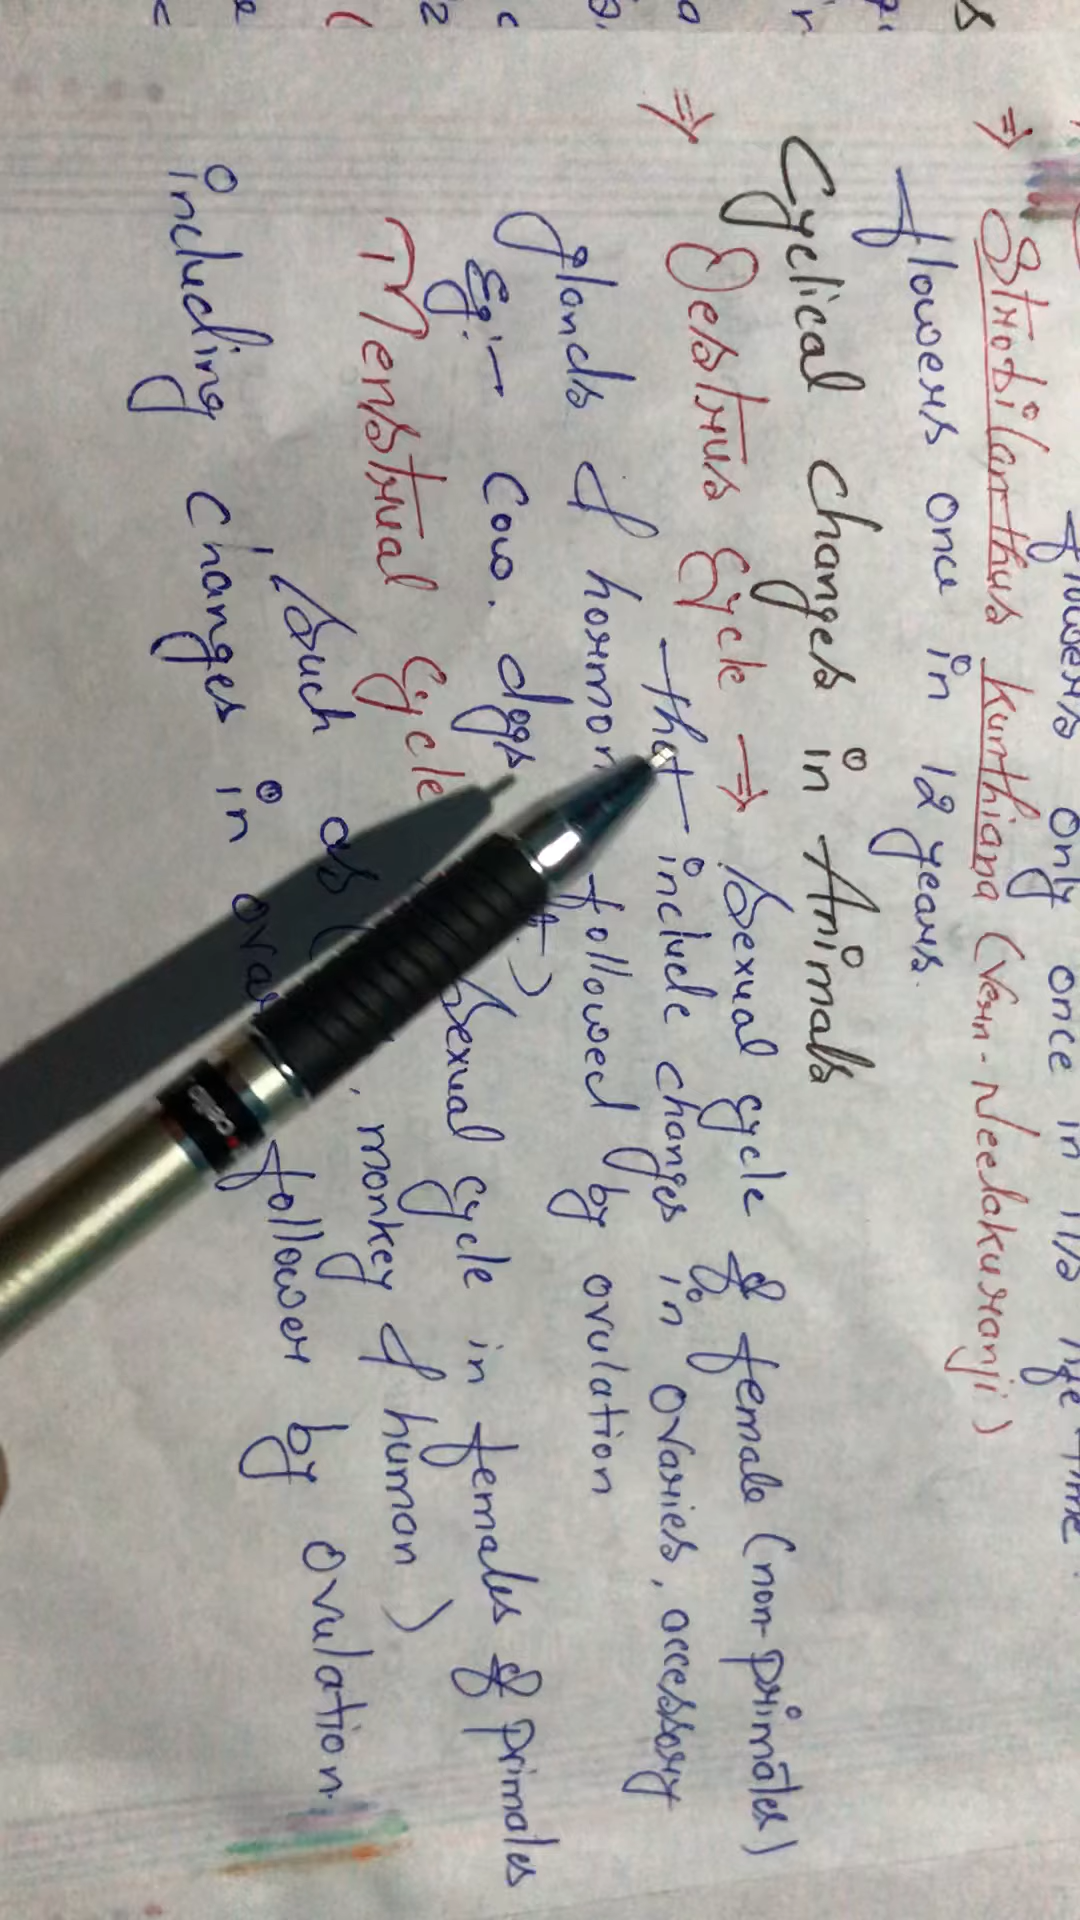 flowers only once in its life time.
⇒ Strobilanthus kunthiana (vern-Neelakuranji)
flowers once in 12 years.
Cyclical changes in Animals
⇒ Oestrus Cycle → Sexual cycle of female (non-primates)
that include changes in ovaries, accessory
glands & hormon followed by ovulation
Eg:- Cow. dogs
Menstrual Cycle Sexual cycle in females of primates
such as ( , monkey & human)
including changes in follower by ovulation.
cello